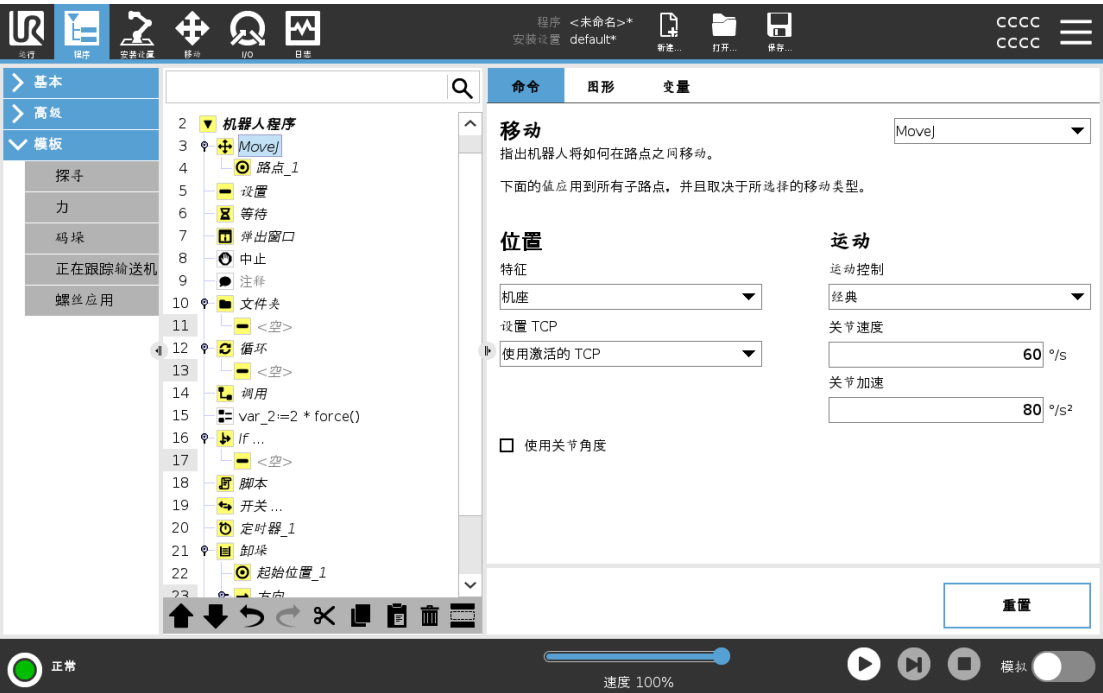 UR
运行
程序
安装设置
移动
I/O
日志
程序 <未命名>*
安装设置 default*
新建...
打开...
保存...
CCCC
CCCC
基本
高级
模板
探寻
力
码垛
正在跟踪输送机
螺丝应用
2 机器人程序
3 MoveJ
4 路点_1
5 设置
6 等待
7 弹出窗口
8 中止
9 注释
10 文件夹
11 <空>
12 循环
13 <空>
14 调用
15 var_2:=2 * force()
16 If ...
17 <空>
18 脚本
19 开关 ...
20 定时器_1
21 卸垛
22 起始位置_1
23 方向
命令
图形
变量
移动
MoveJ
指出机器人将如何在路点之间移动。
下面的值应用到所有子路点，并且取决于所选择的移动类型。
位置
特征
机座
设置 TCP
使用激活的 TCP
使用关节角度
运动
运动控制
经典
关节速度
60 °/s
关节加速
80 °/s²
重置
正常
速度 100%
模拟